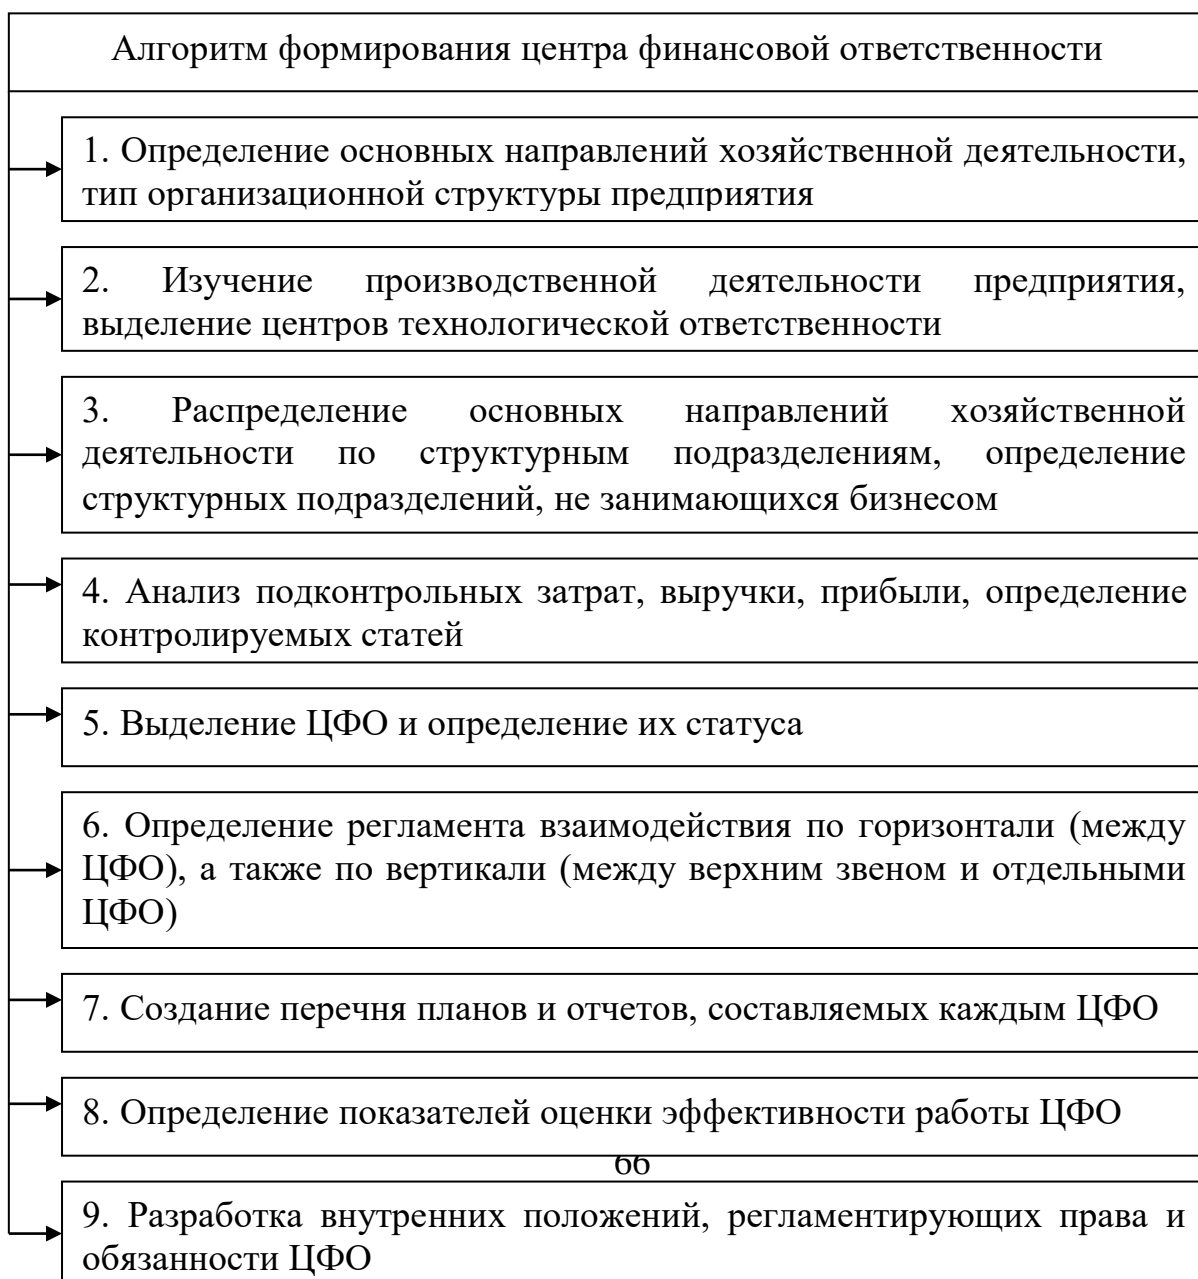 Алгоритм формирования центра финансовой ответственности
1. Определение основных направлений хозяйственной деятельности,
тип организационной структуры предприятия
2. Изучение производственной деятельности предприятия,
выделение центров технологической ответственности
3. Распределение основных направлений хозяйственной
деятельности по структурным подразделениям, определение
структурных подразделений, не занимающихся бизнесом
4. Анализ подконтрольных затрат, выручки, прибыли, определение
контролируемых статей
5. Выделение ЦФО и определение их статуса
6. Определение регламента взаимодействия по горизонтали (между
ЦФО), а также по вертикали (между верхним звеном и отдельными
ЦФО)
7. Создание перечня планов и отчетов, составляемых каждым ЦФО
8. Определение показателей оценки эффективности работы ЦФО
66
9. Разработка внутренних положений, регламентирующих права и
обязанности ЦФО